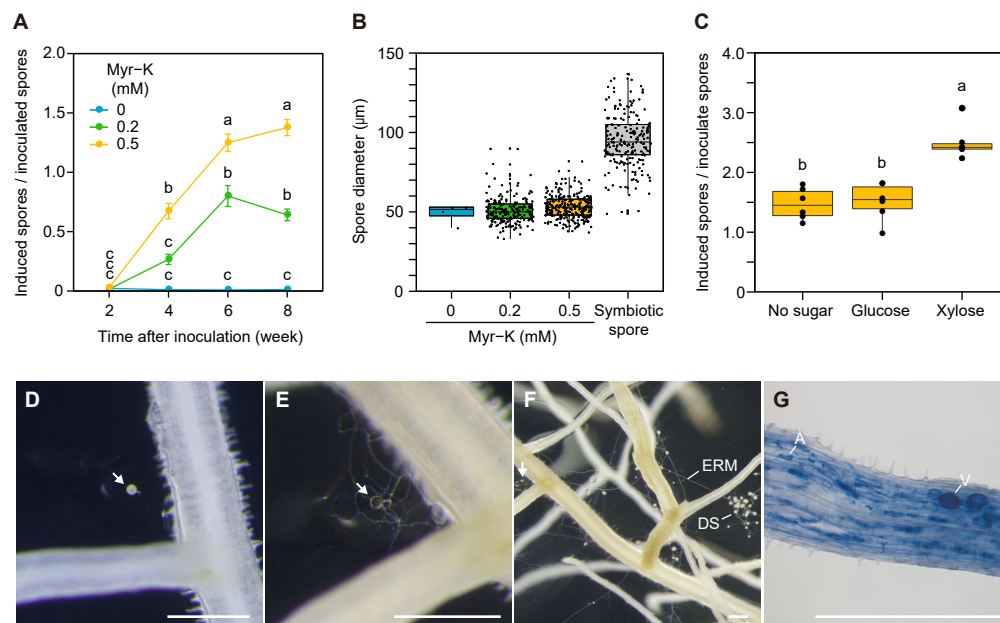 A
Induced spores / inoculated spores
2.0
1.5
1.0
0.5
0
Myr−K
(mM)
0
0.2
0.5
a
a
b
b
b
c
c
c
c
c
c
c
2 4 6 8
Time after inoculation (week)
B
Spore diameter (µm)
150
100
50
0
0 0.2 0.5 Symbiotic
spore
Myr−K (mM)
C
Induced spores / inoculate spores
4.0
3.0
2.0
1.0
0
b
b
a
No sugar Glucose Xylose
D
E
F
ERM
DS
G
A
V